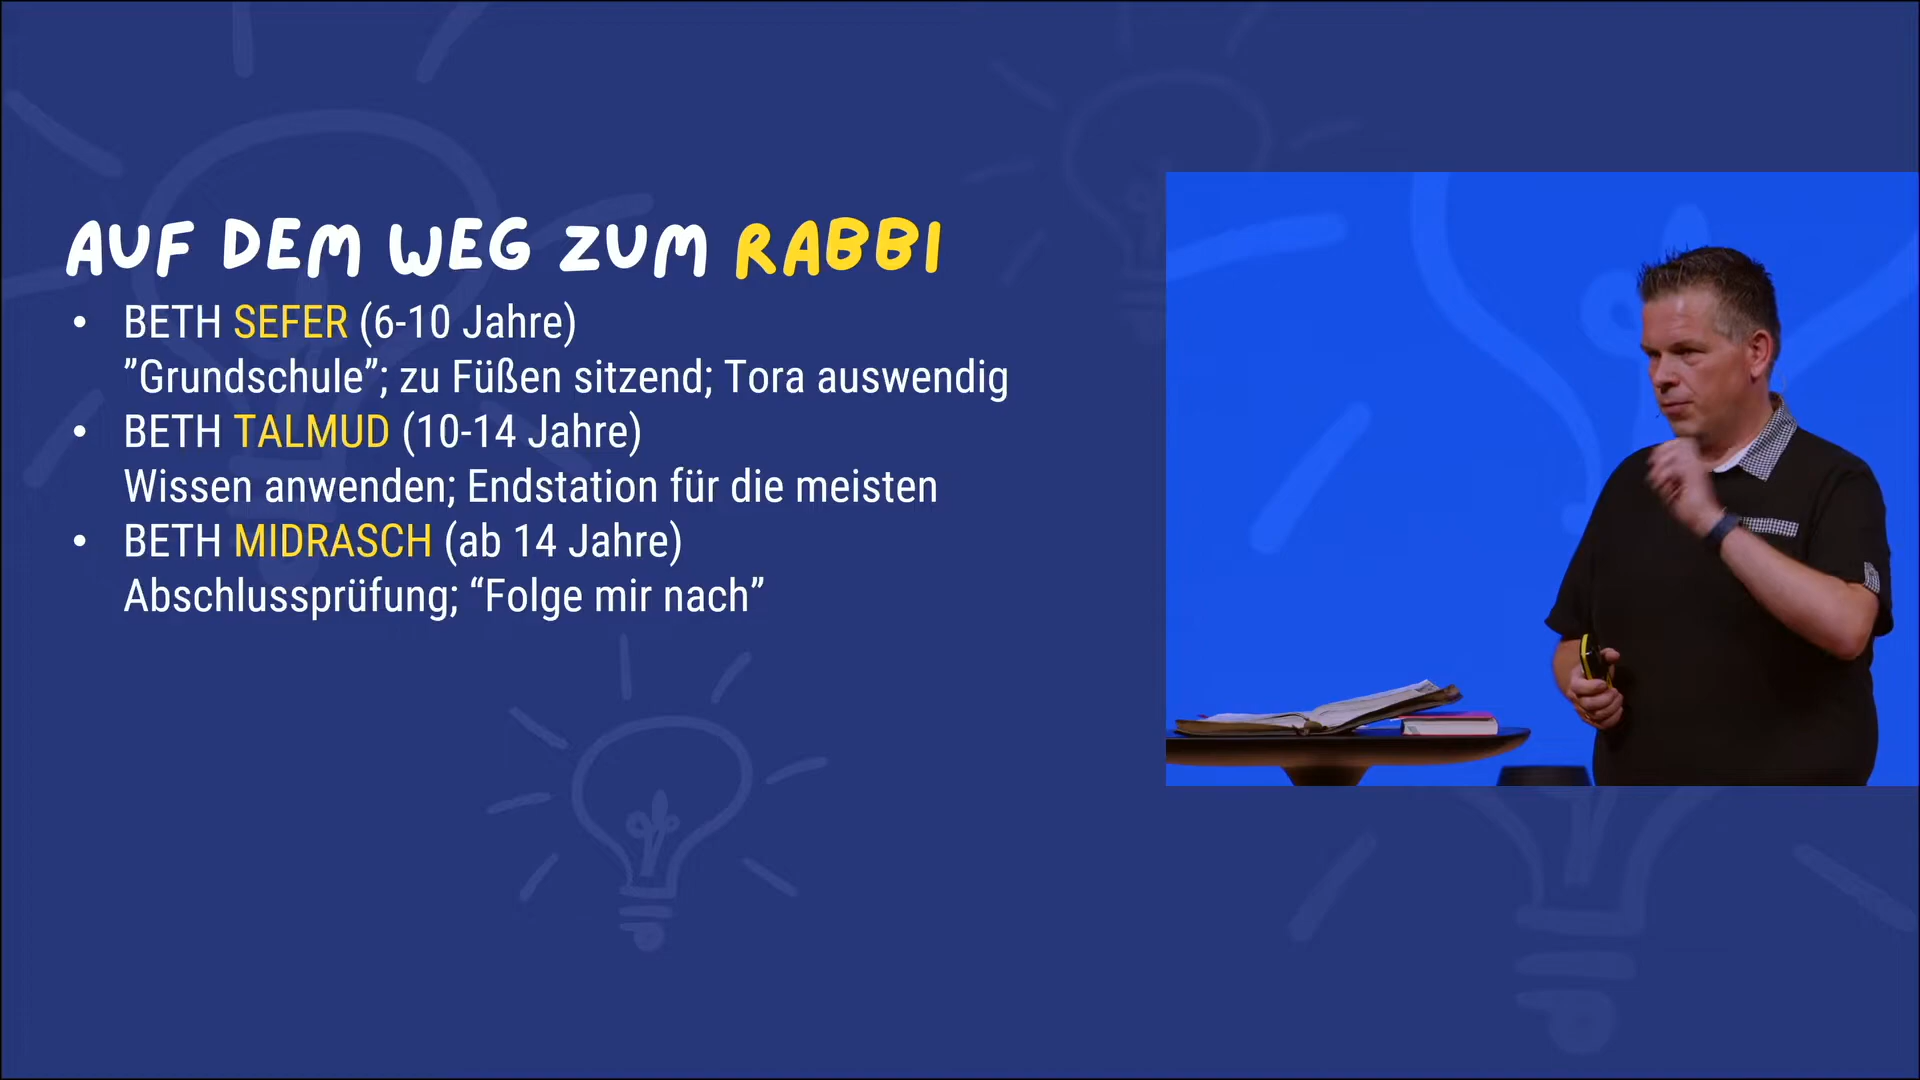 AUF DEM WEG ZUM RABBI
• BETH SEFER (6-10 Jahre)
”Grundschule”; zu Füßen sitzend; Tora auswendig
• BETH TALMUD (10-14 Jahre)
Wissen anwenden; Endstation für die meisten
• BETH MIDRASCH (ab 14 Jahre)
Abschlussprüfung; “Folge mir nach”